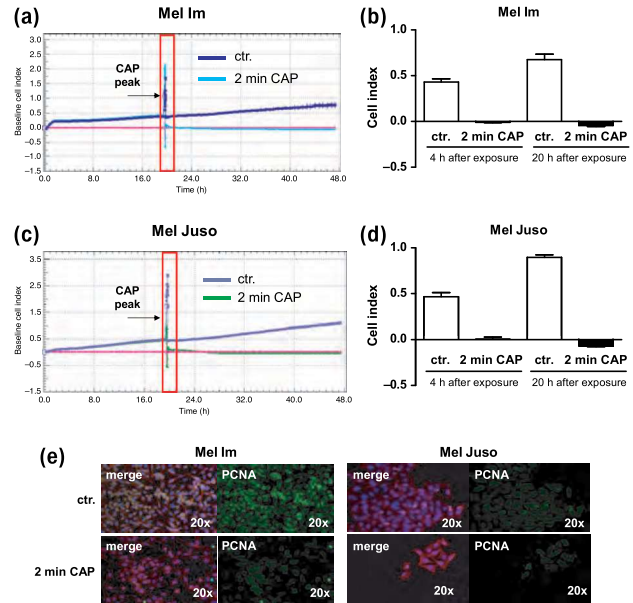 (a) Mel Im
Baseline cell index
3.0
2.5
2.0
1.5
1.0
0.5
0.0
−0.5
−1.0
−1.5
CAP
peak
ctr.
2 min CAP
0.0 8.0 16.0 24.0 32.0 40.0 48.0
Time (h)
(b) Mel Im
Cell index
1.0
0.5
0.0
−0.5
ctr. 2 min CAP ctr. 2 min CAP
4 h after exposure 20 h after exposure
(c) Mel Juso
Baseline cell index
3.5
2.5
1.5
0.5
−0.5
−1.5
CAP
peak
ctr.
2 min CAP
0.0 8.0 16.0 24.0 32.0 40.0 48.0
Time (h)
(d) Mel Juso
Cell index
1.0
0.5
0.0
0.5
ctr. 2 min CAP ctr. 2 min CAP
4 h after exposure 20 h after exposure
(e) Mel Im Mel Juso
ctr.
merge PCNA merge PCNA
20x 20x 20x 20x
2 min CAP
merge PCNA merge PCNA
20x 20x 20x 20x